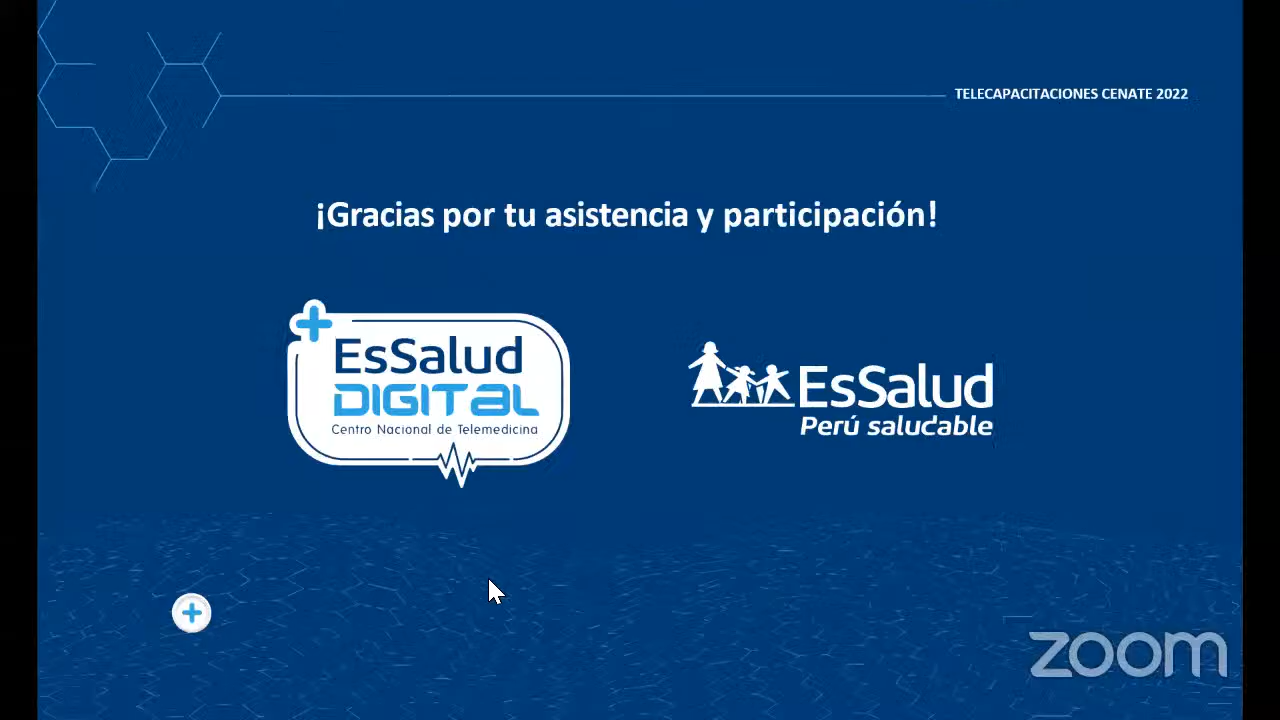 TELECAPACITACIONES CENATE 2022
¡Gracias por tu asistencia y participación!
EsSalud
DIGITAL
Centro Nacional de Telemedicina
EsSalud
Perú saludable
zoom